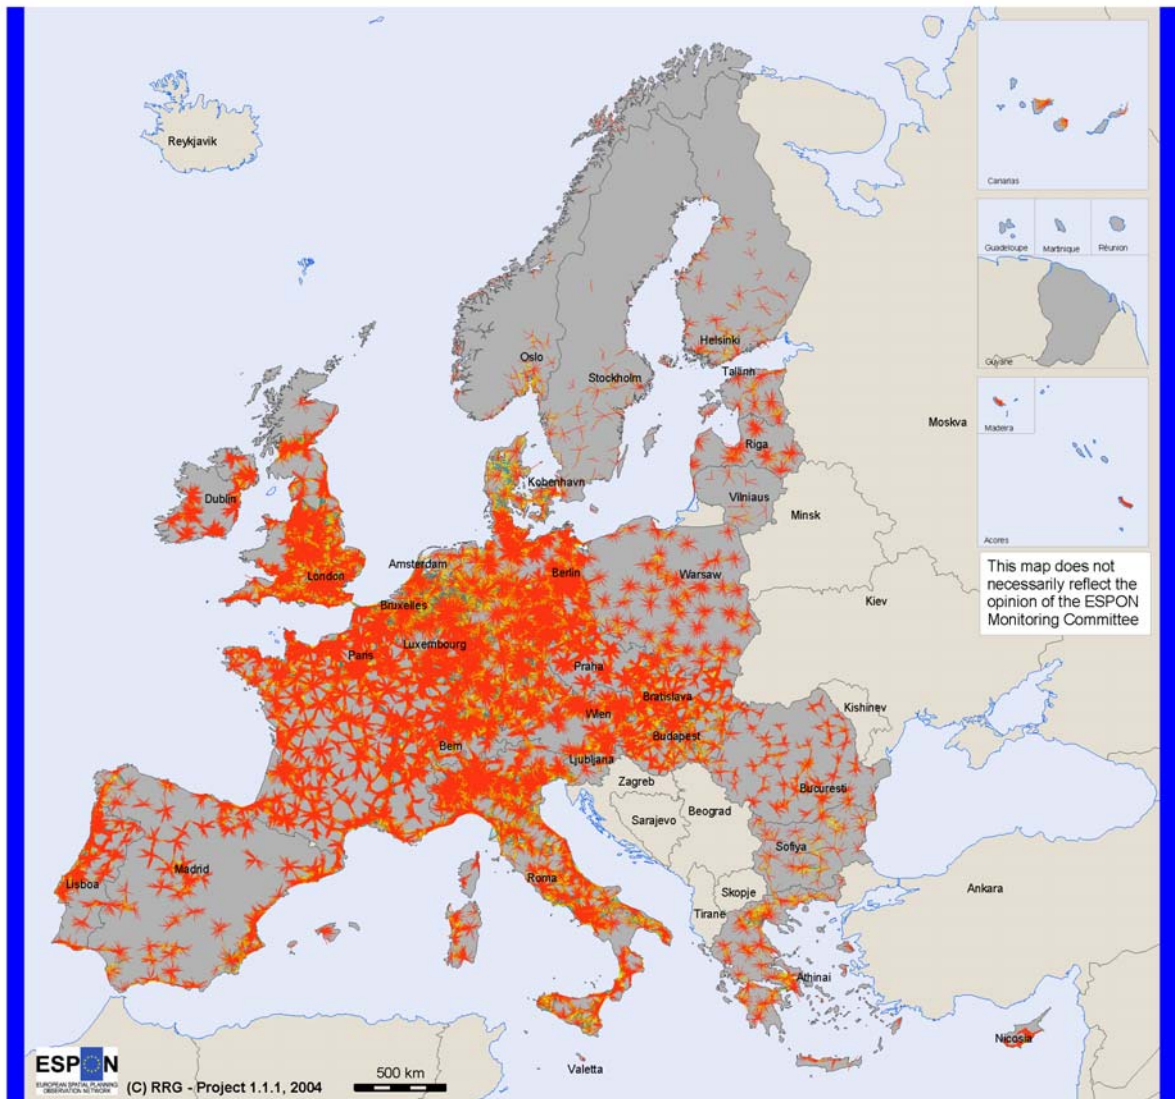 Reykjavik
Canarias
Guadeloupe
Martinique
Réunion
Guyane
Oslo
Helsinki
Stockholm
Talinn
Madeira
Moskva
Riga
Dublin
Kobenhavn
Vilniaus
Minsk
Acores
London
Amsterdam
Berlin
Warsaw
This map does not
necessarily reflect the
opinion of the ESPON
Monitoring Committee
Bruxelles
Kiev
Paris
Luxembourg
Praha
Bratislava
Kishinev
Wien
Bern
Budapest
Ljubljana
Zagreb
Bucuresti
Beograd
Sarajevo
Sofiya
Madrid
Roma
Lisboa
Skopje
Ankara
Tiranë
Athinai
Nicosia
Valetta
ESPON
EUROPEAN SPATIAL PLANNING
OBSERVATION NETWORK
(C) RRG - Project 1.1.1, 2004
500 km